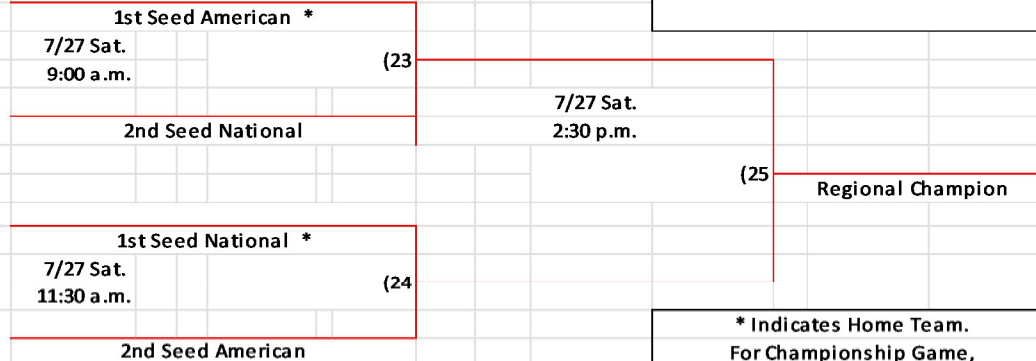 1st Seed American *
7/27 Sat.
9:00 a.m.
(23
2nd Seed National
7/27 Sat.
2:30 p.m.
(25
Regional Champion
1st Seed National *
7/27 Sat.
11:30 a.m.
(24
2nd Seed American
* Indicates Home Team.
For Championship Game,